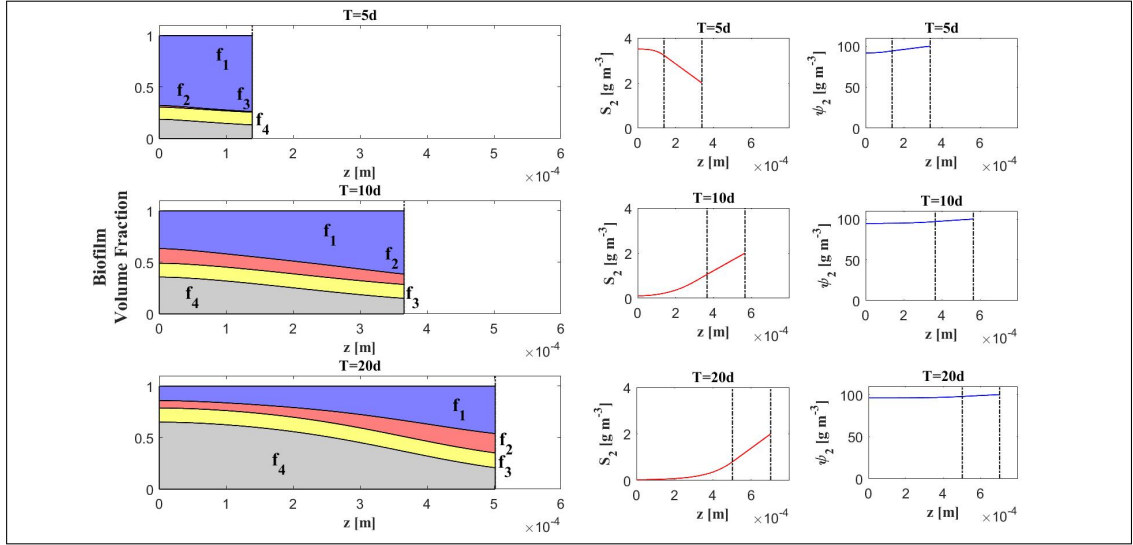 T=5d
1
0.5
0
f1
f2
f3
f4
0 1 2 3 4 5 6
z [m]
×10-4
T=10d
1
0.5
0
f1
f2
f3
f4
0 1 2 3 4 5 6
z [m]
×10-4
Biofilm
Volume Fraction
T=20d
1
0.5
0
f1
f2
f3
f4
0 1 2 3 4 5 6
z [m]
×10-4
T=5d
S2 [g m-3]
4
2
0
0 2 4 6
z [m]
×10-4
T=5d
ψ2 [g m-3]
100
50
0
0 2 4 6
z [m]
×10-4
T=10d
S2 [g m-3]
4
2
0
0 2 4 6
z [m]
×10-4
T=10d
ψ2 [g m-3]
100
50
0
0 2 4 6
z [m]
×10-4
T=20d
S2 [g m-3]
4
2
0
0 2 4 6
z [m]
×10-4
T=20d
ψ2 [g m-3]
100
50
0
0 2 4 6
z [m]
×10-4